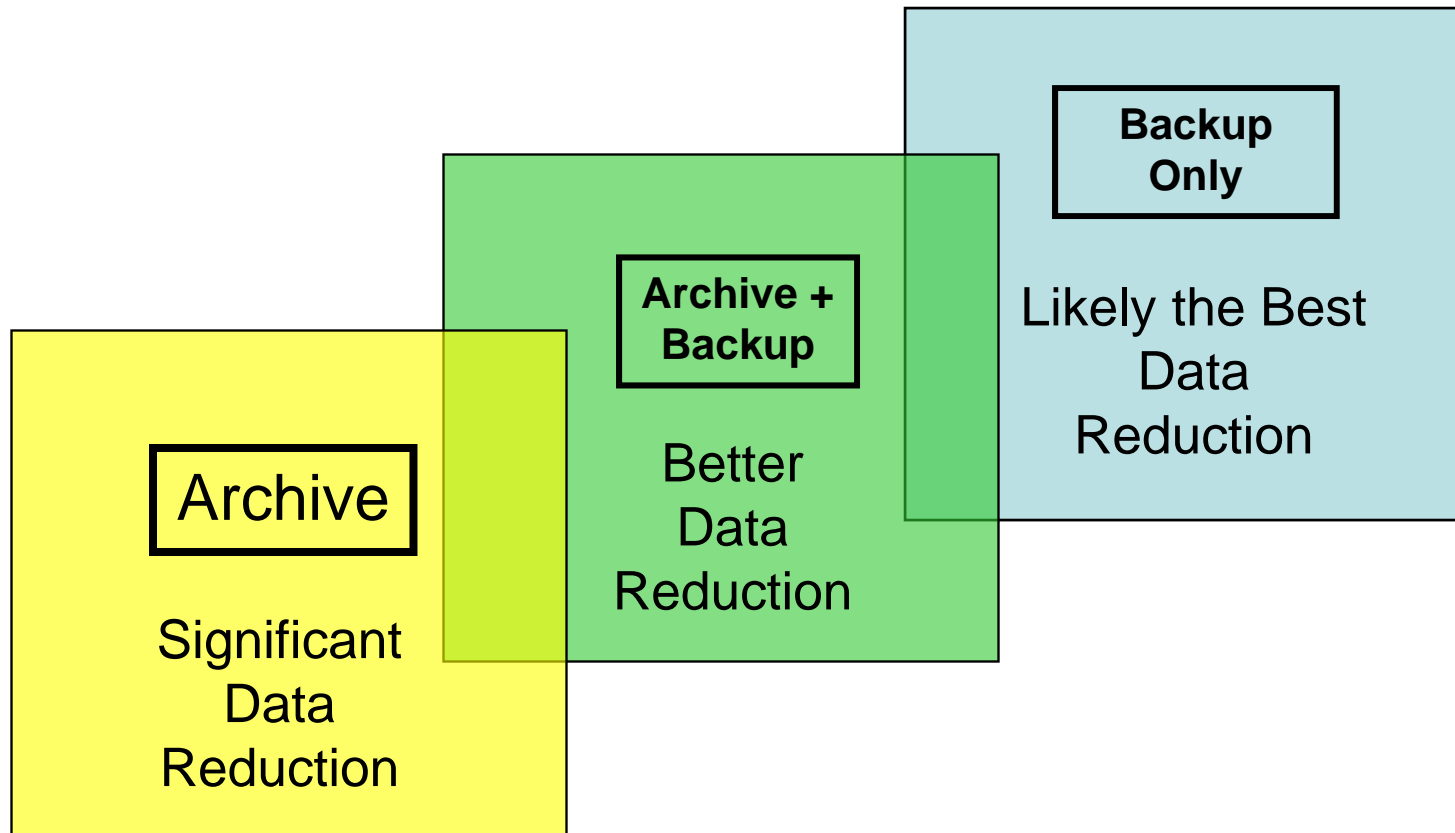 Archive
Significant
Data
Reduction
Archive +
Backup
Better
Data
Reduction
Backup
Only
Likely the Best
Data
Reduction